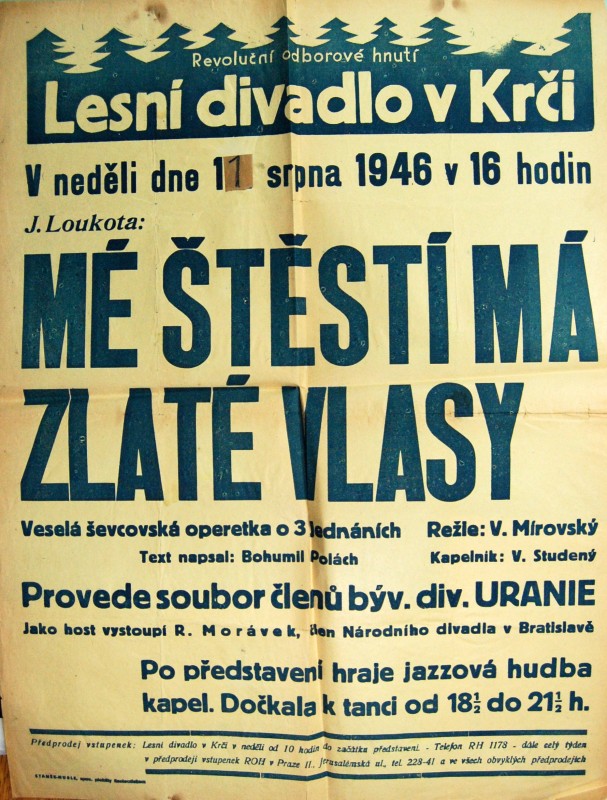 Revoluční odborové hnutí
Lesní divadlo v Krči
V neděli dne 11 srpna 1946 v 16 hodin
J. Loukota:
MÉ ŠTĚSTÍ MÁ
ZLATÉ VLASY
Veselá ševcovská operetka o 3 jednáních Režie: V. Mírovský
Text napsal: Bohumil Polách Kapelník: V. Studený
Provede soubor členů býv. div. URANIE
Jako host vystoupí R. Morávek, člen Národního divadla v Bratislavě
Po představení hraje jazzová hudba
kapel. Dočkala k tanci od 18½ do 21½ h.
Předprodej vstupenek: Lesní divadlo v Krči v neděli od 10 hodin do začátku představení. - Telefon RH 1178 - dále celý týden
v předprodeji vstupenek ROH v Praze II., Jerusalémská ul., tel. 228-41 a ve všech obvyklých předprodejích